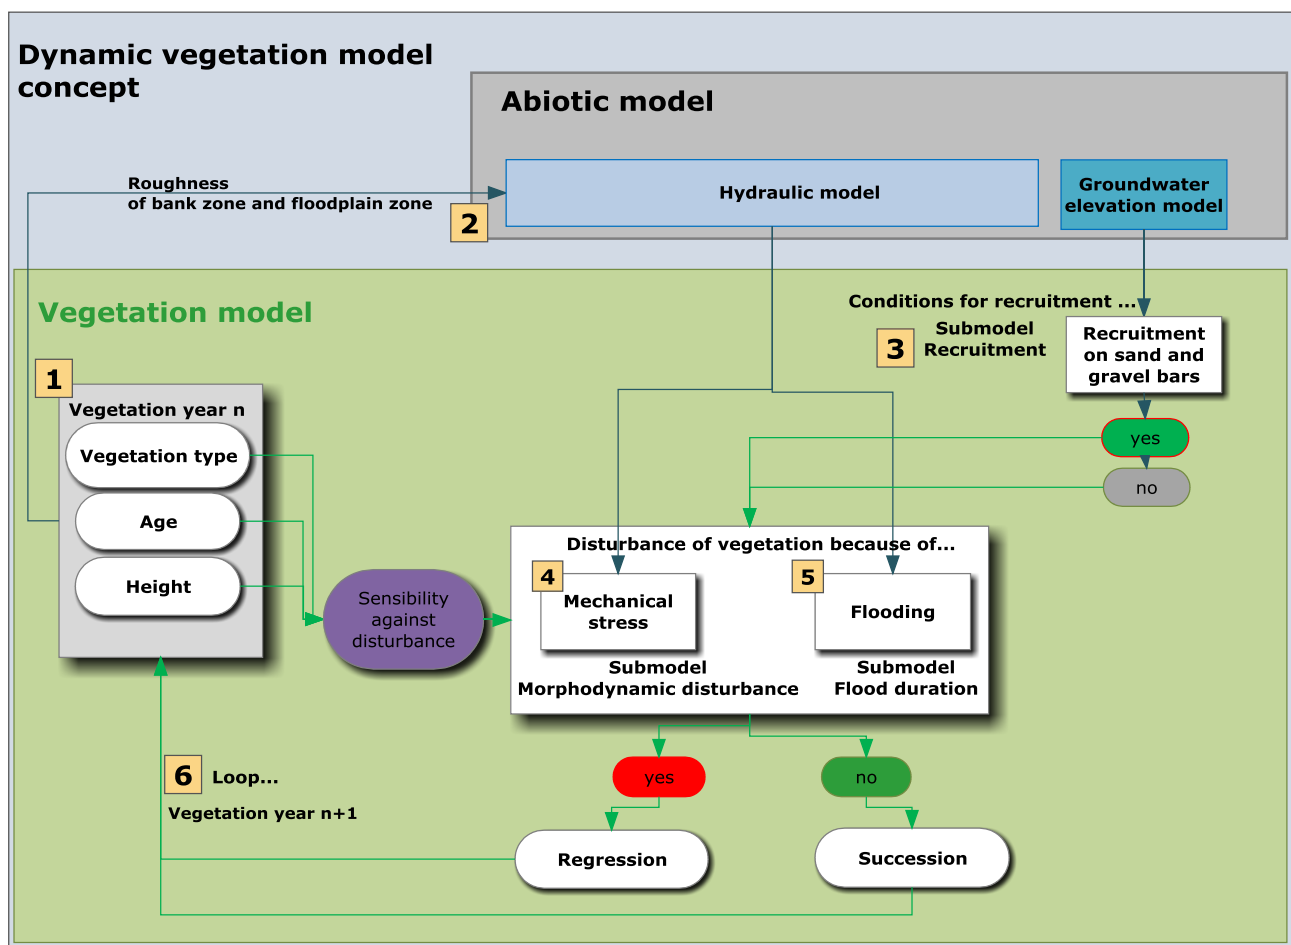 Dynamic vegetation model
concept
Abiotic model
Roughness
of bank zone and floodplain zone
2
Hydraulic model
Groundwater
elevation model
Vegetation model
Conditions for recruitment ...
3
Submodel
Recruitment
Recruitment
on sand and
gravel bars
yes
no
1
Vegetation year n
Vegetation type
Age
Height
Sensibility
against
disturbance
Disturbance of vegetation because of...
4
Mechanical
stress
Submodel
Morphodynamic disturbance
5
Flooding
Submodel
Flood duration
yes
no
6
Loop...
Vegetation year n+1
Regression
Succession